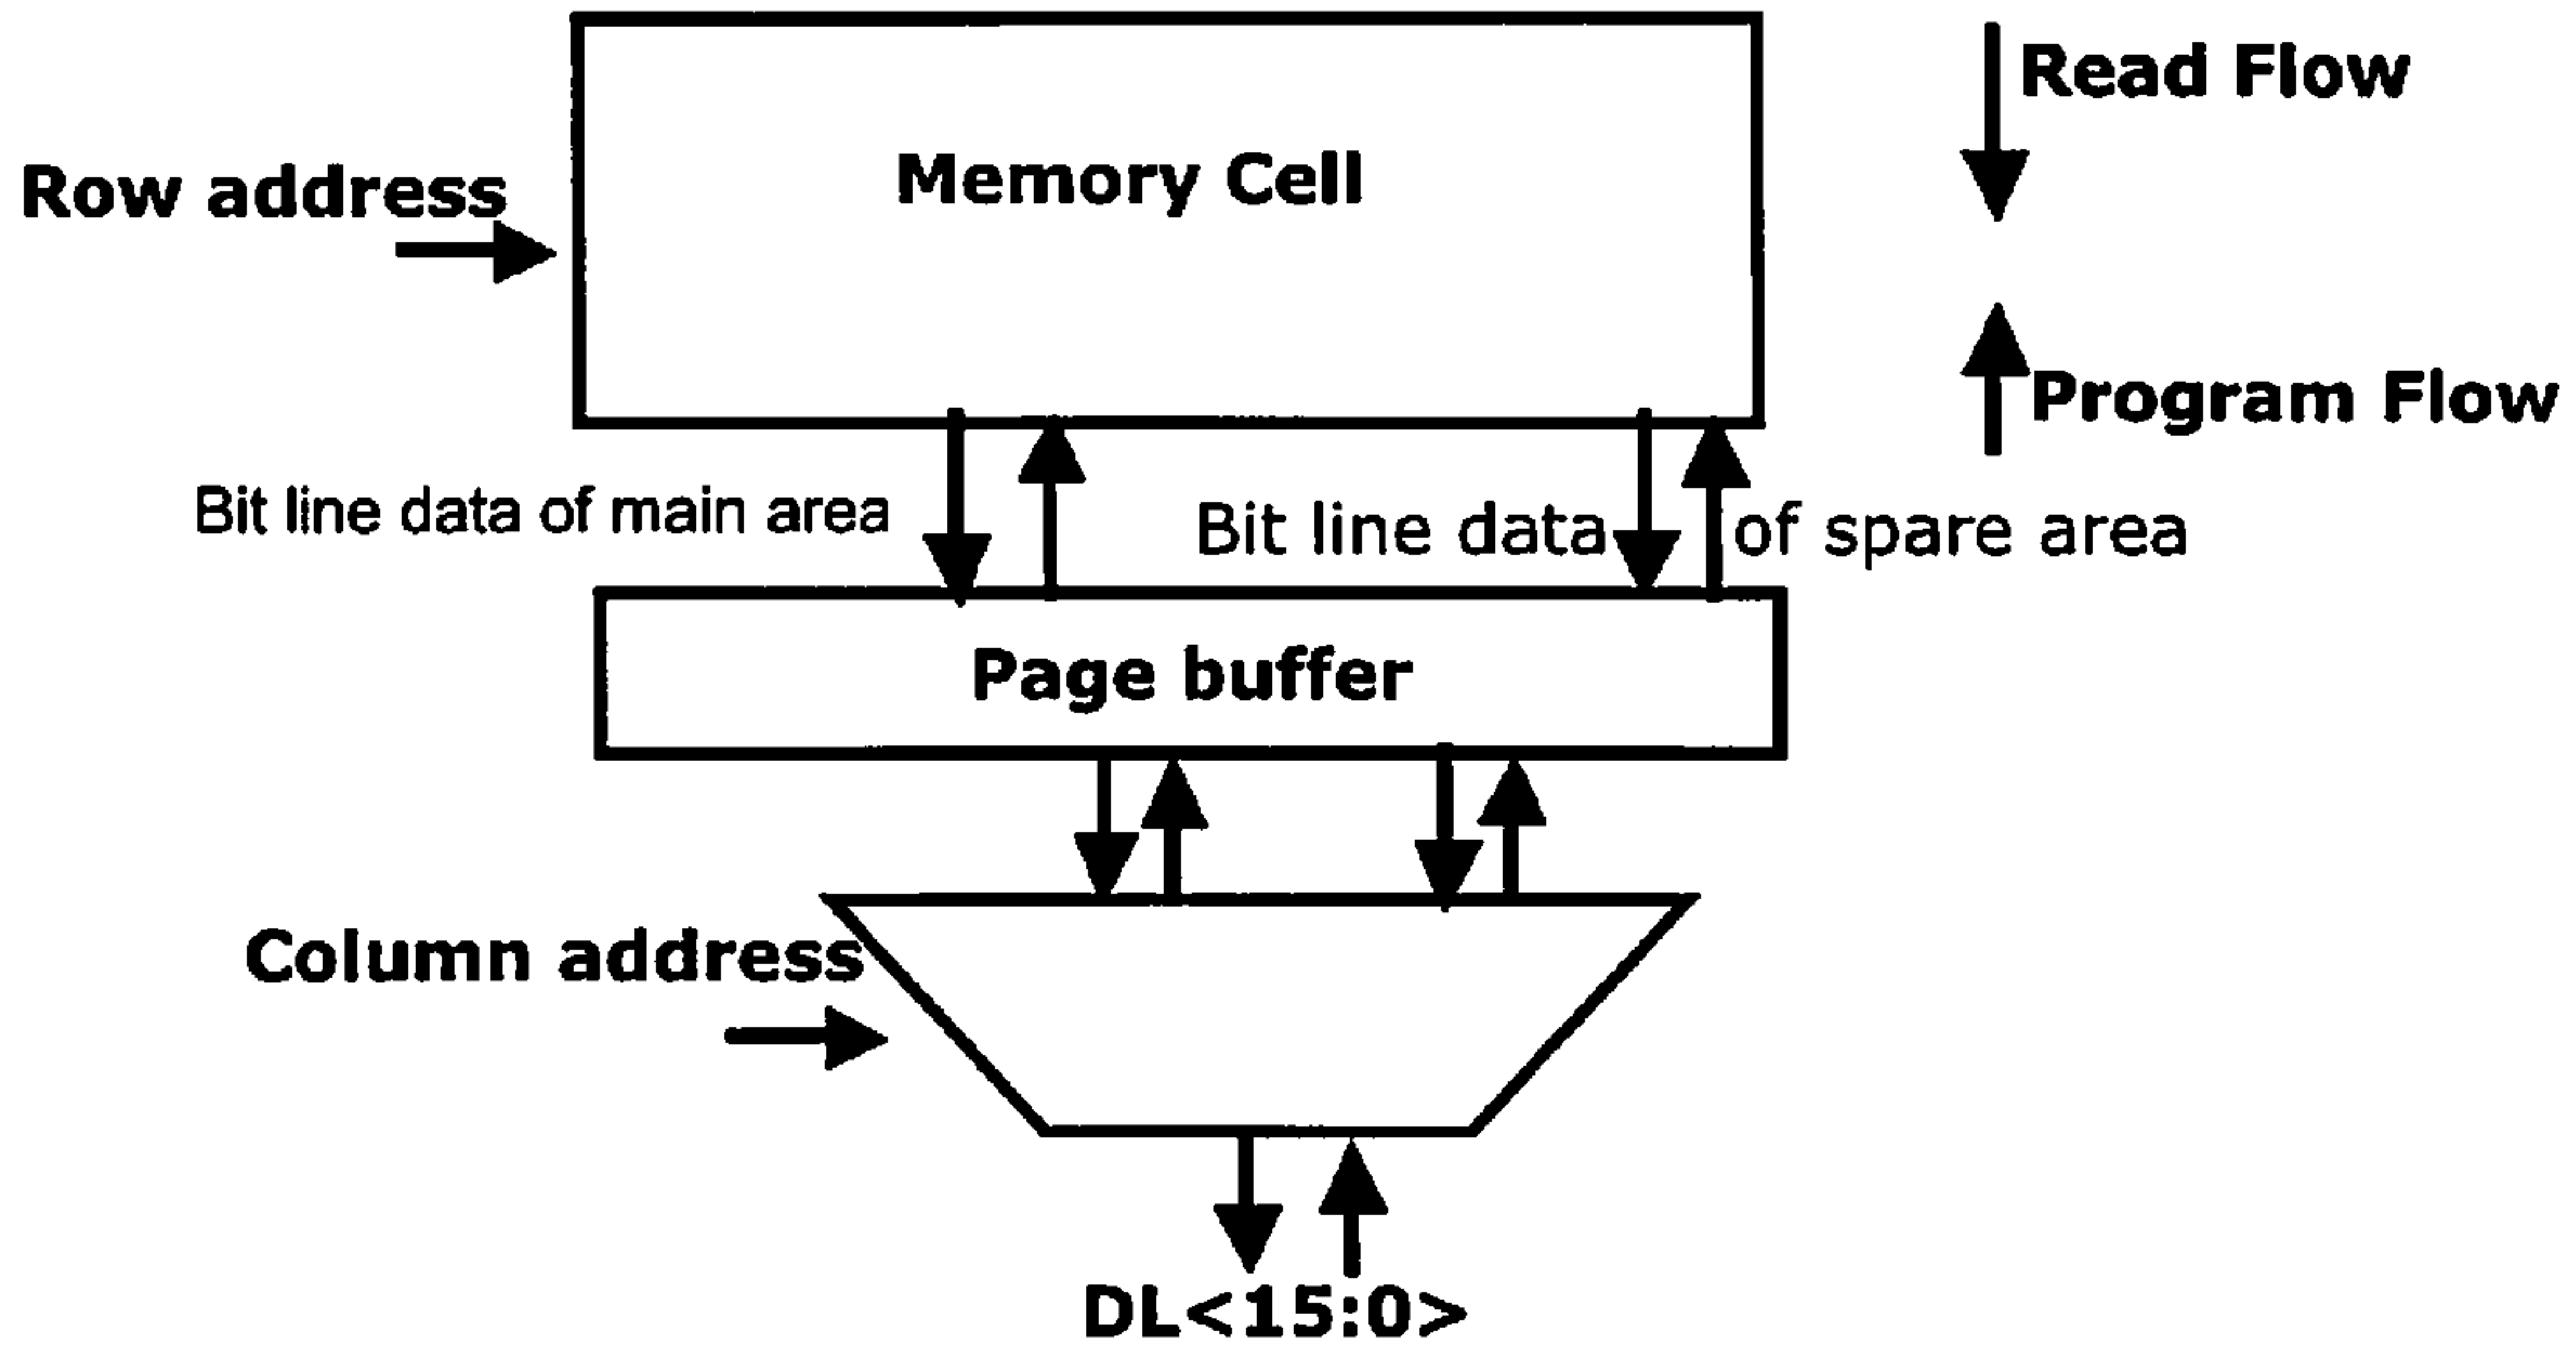 Read Flow
Memory Cell
Row address
Program Flow
Bit line data of main area
Bit line data of spare area
Page buffer
Column address
DL<15:0>